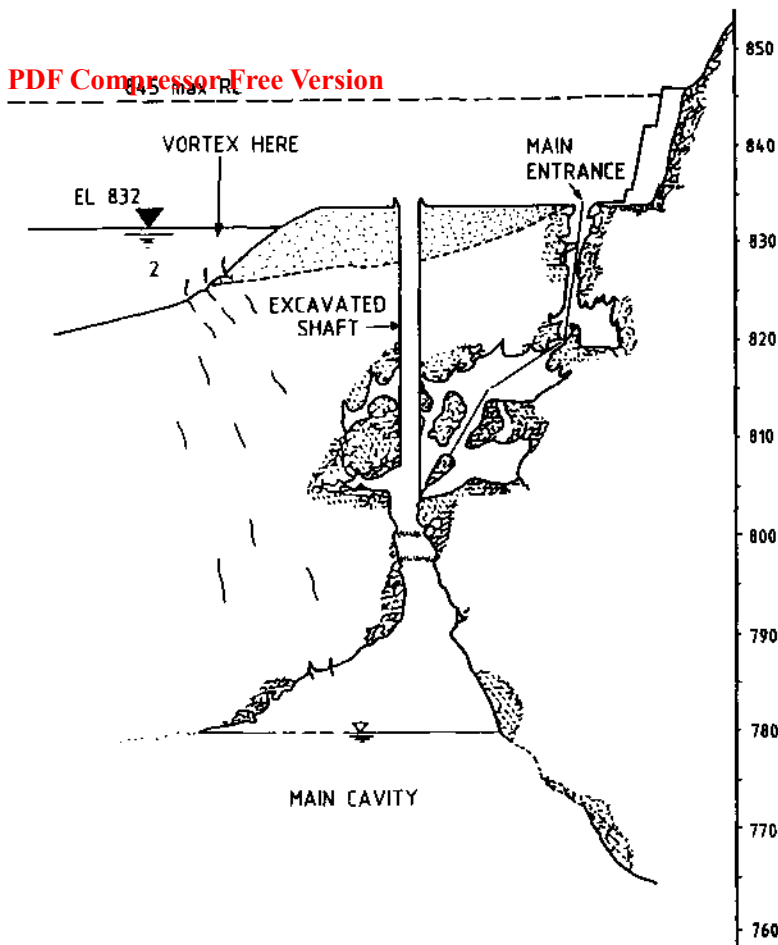 850
PDF Compressor Free Version
845 max RL
840
VORTEX HERE
MAIN
ENTRANCE
EL 832
830
2
EXCAVATED
SHAFT
820
810
800
790
780
MAIN CAVITY
770
760